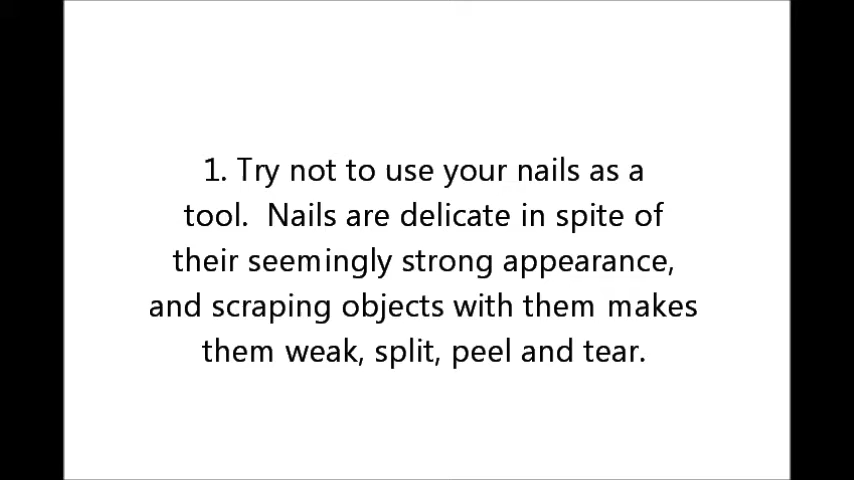 1. Try not to use your nails as a
tool.  Nails are delicate in spite of
their seemingly strong appearance,
and scraping objects with them makes
them weak, split, peel and tear.